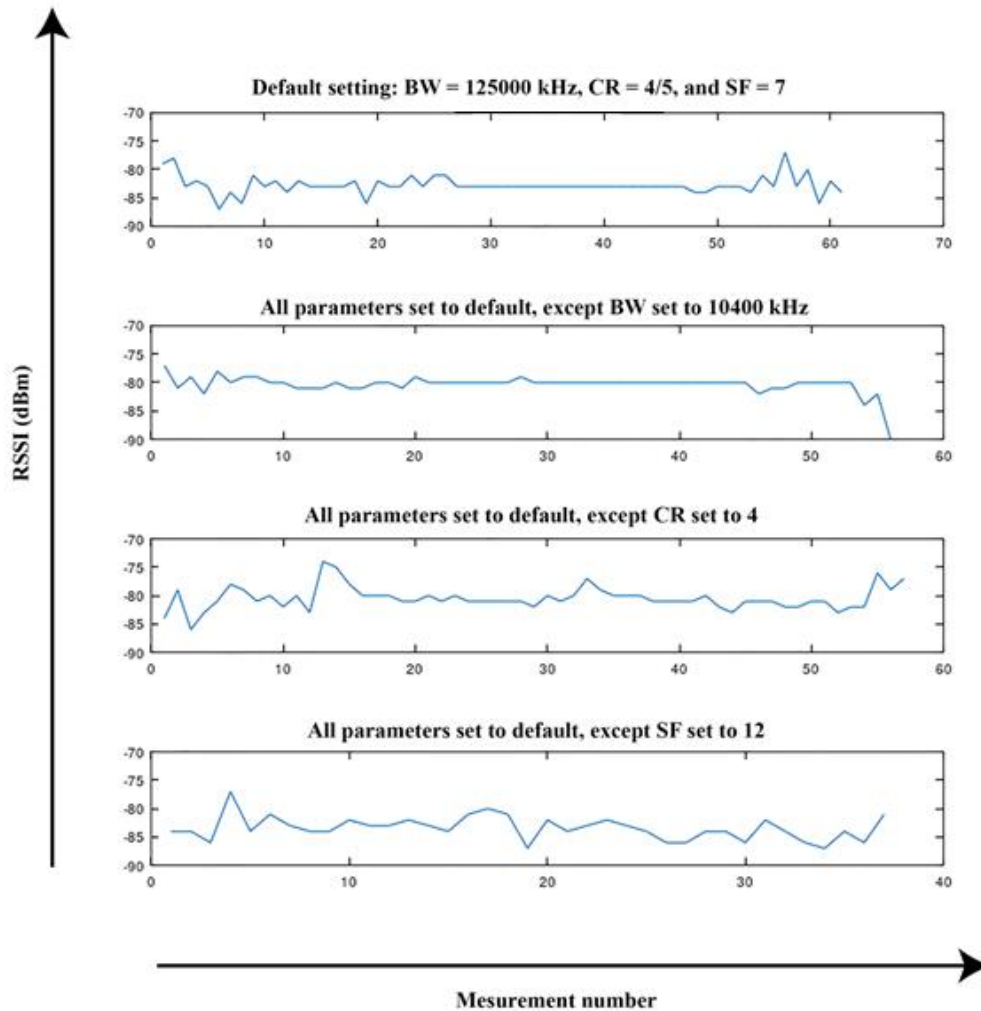 Default setting: BW = 125000 kHz, CR = 4/5, and SF = 7
-70
-75
-80
-85
-90
0 10 20 30 40 50 60 70
All parameters set to default, except BW set to 10400 kHz
-70
-75
-80
-85
-90
0 10 20 30 40 50 60
RSSI (dBm)
All parameters set to default, except CR set to 4
-70
-75
-80
-85
-90
0 10 20 30 40 50 60
All parameters set to default, except SF set to 12
-70
-75
-80
-85
-90
0 10 20 30 40
Mesurement number